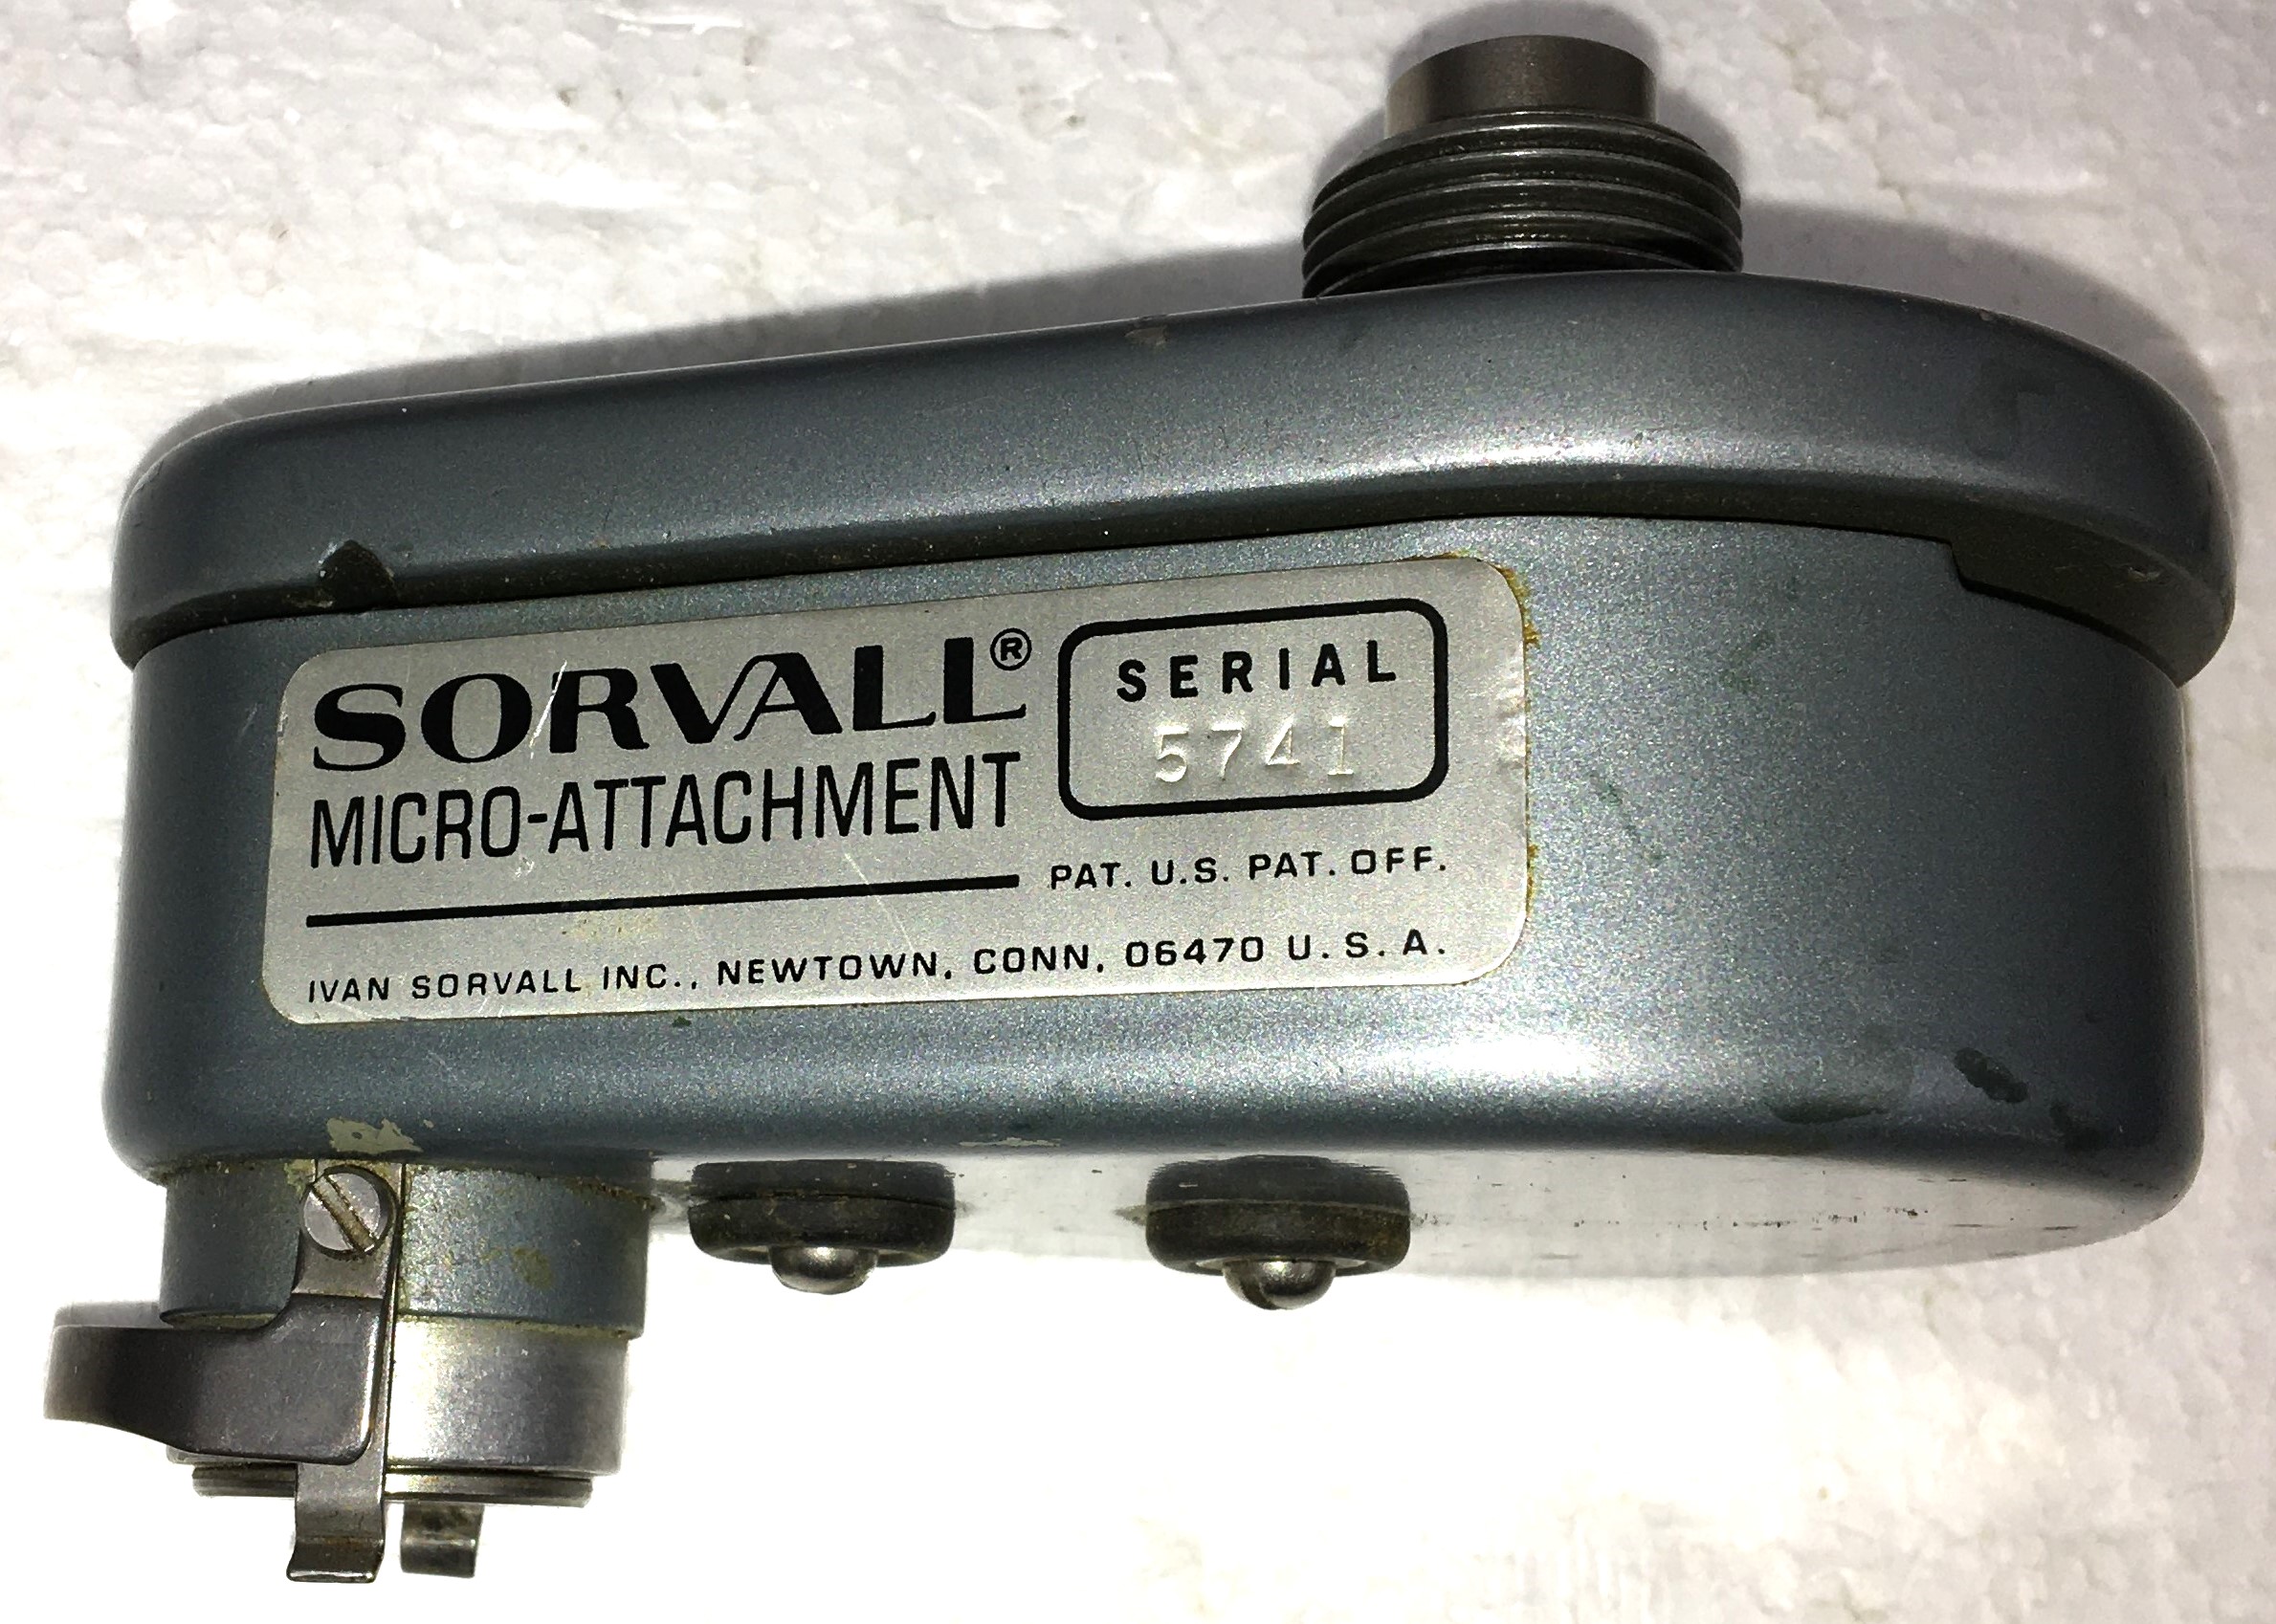 SORVALL®
MICRO-ATTACHMENT
SERIAL
5741
PAT. U.S. PAT. OFF.
IVAN SORVALL INC., NEWTOWN, CONN, 06470 U.S.A.